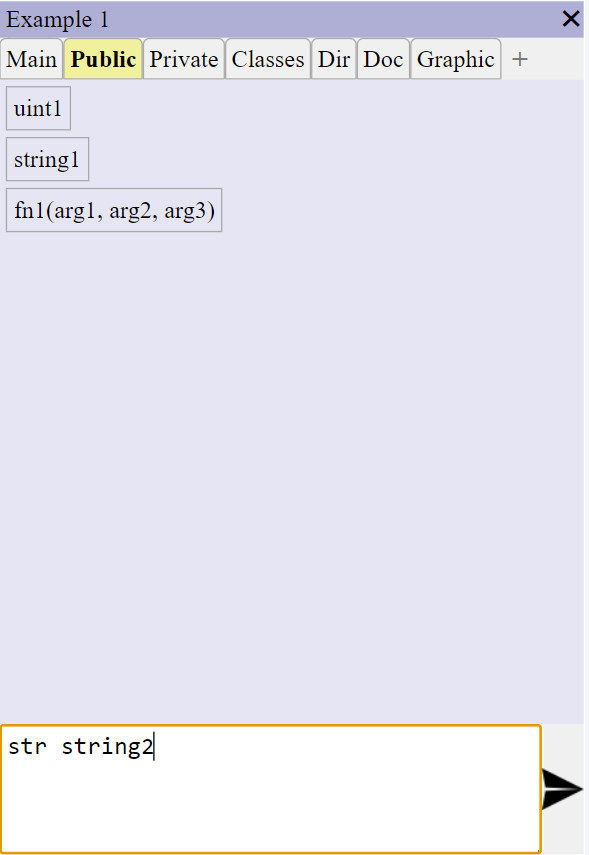 Example 1
Main Public Private Classes Dir Doc Graphic +
uint1
string1
fn1(arg1, arg2, arg3)
str string2